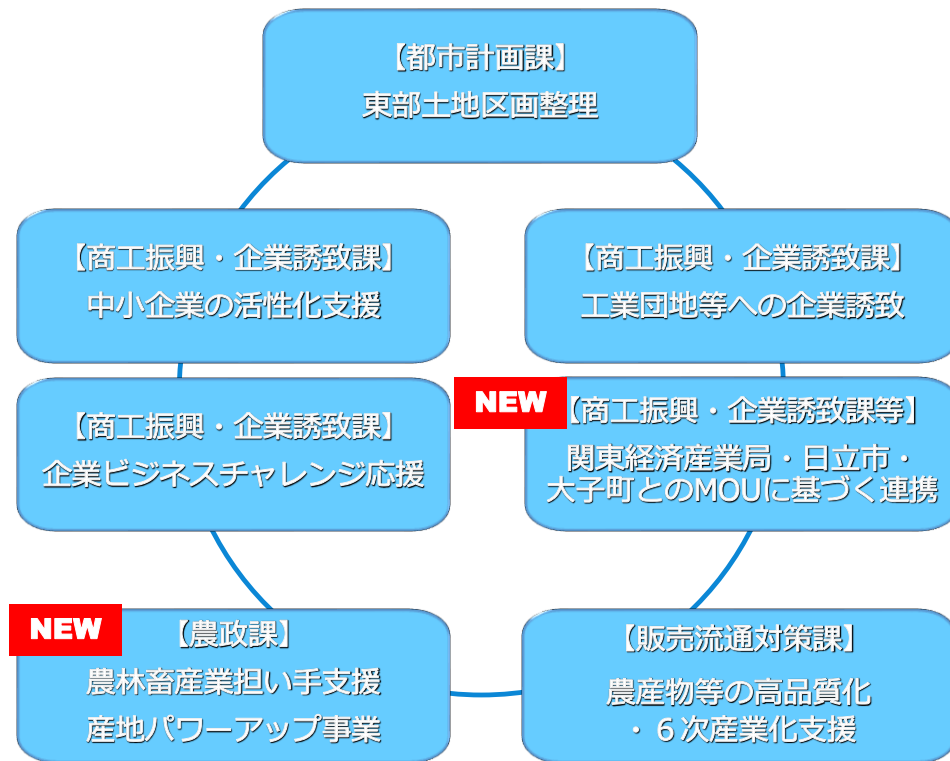 【都市計画課】
東部土地区画整理
【商工振興・企業誘致課】
中小企業の活性化支援
【商工振興・企業誘致課】
工業団地等への企業誘致
【商工振興・企業誘致課】
企業ビジネスチャレンジ応援
NEW
【商工振興・企業誘致課等】
関東経済産業局・日立市・
大子町とのMOUに基づく連携
NEW
【農政課】
農林畜産業担い手支援
産地パワーアップ事業
【販売流通対策課】
農産物等の高品質化
・６次産業化支援